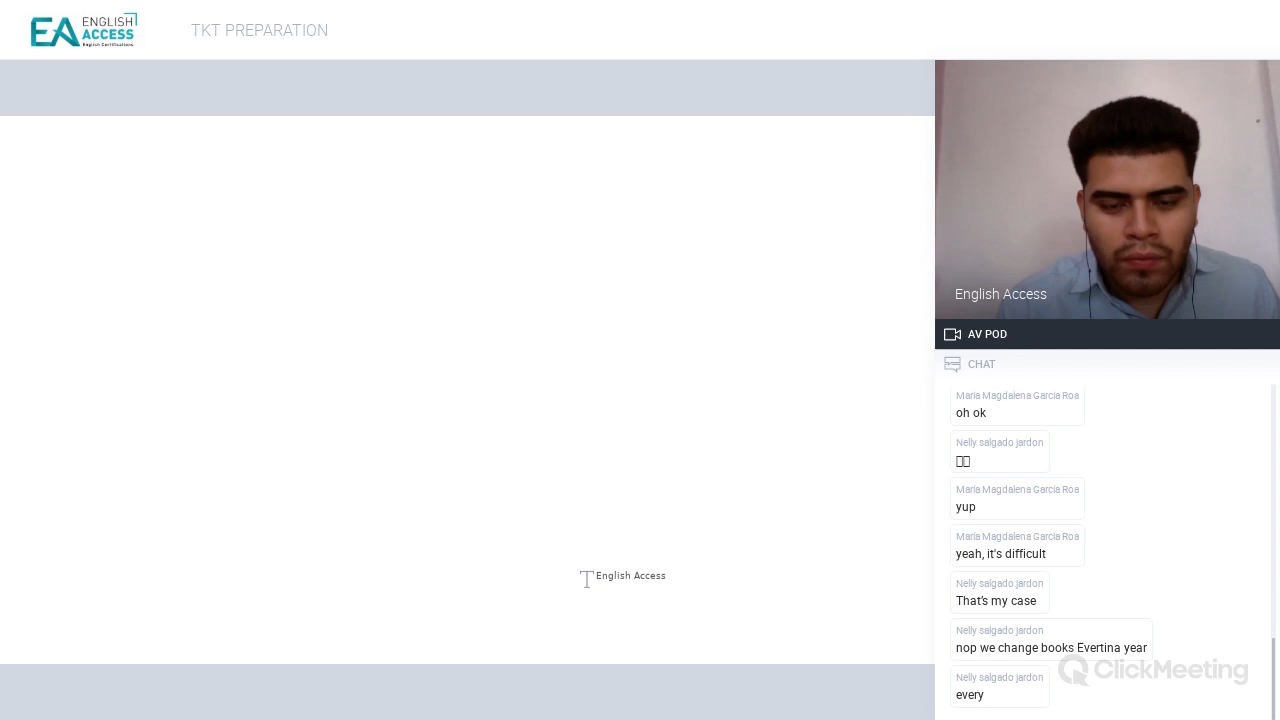 EA ENGLISH
ACCESS
English Certifications
TKT PREPARATION
English Access
AV POD
CHAT
Maria Magdalena Garcia Roa
oh ok
Nelly salgado jardon
Maria Magdalena Garcia Roa
yup
Maria Magdalena Garcia Roa
yeah, it's difficult
Nelly salgado jardon
That's my case
Nelly salgado jardon
nop we change books Evertina year
Nelly salgado jardon
every
ClickMeeting
T English Access